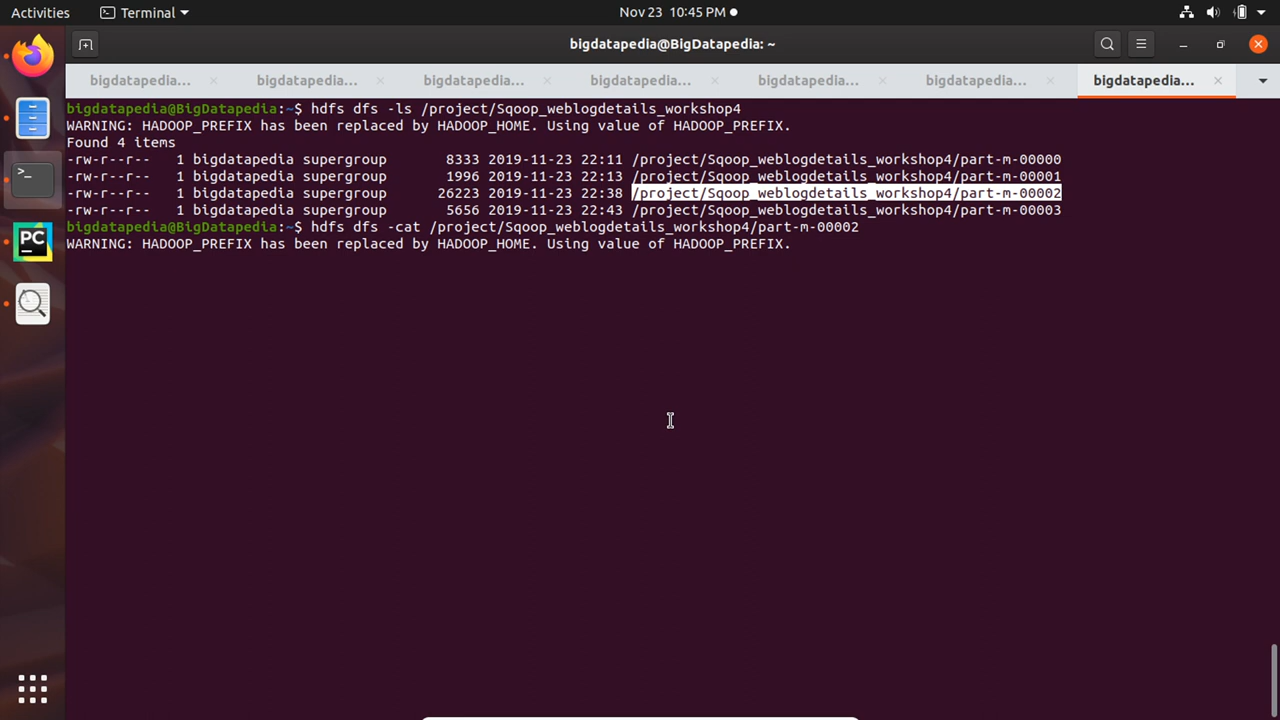 Activities Terminal Nov 23 10:45 PM
bigdatapedia@BigDatapedia: ~
bigdatapedia... bigdatapedia... bigdatapedia... bigdatapedia... bigdatapedia... bigdatapedia... bigdatapedia...
bigdatapedia@BigDatapedia:~$ hdfs dfs -ls /project/Sqoop_weblogdetails_workshop4
WARNING: HADOOP_PREFIX has been replaced by HADOOP_HOME. Using value of HADOOP_PREFIX.
Found 4 items
-rw-r--r-- 1 bigdatapedia supergroup 8333 2019-11-23 22:11 /project/Sqoop_weblogdetails_workshop4/part-m-00000
-rw-r--r-- 1 bigdatapedia supergroup 1996 2019-11-23 22:13 /project/Sqoop_weblogdetails_workshop4/part-m-00001
-rw-r--r-- 1 bigdatapedia supergroup 26223 2019-11-23 22:38 /project/Sqoop_weblogdetails_workshop4/part-m-00002
-rw-r--r-- 1 bigdatapedia supergroup 5656 2019-11-23 22:43 /project/Sqoop_weblogdetails_workshop4/part-m-00003
bigdatapedia@BigDatapedia:~$ hdfs dfs -cat /project/Sqoop_weblogdetails_workshop4/part-m-00002
WARNING: HADOOP_PREFIX has been replaced by HADOOP_HOME. Using value of HADOOP_PREFIX.
>_
PC